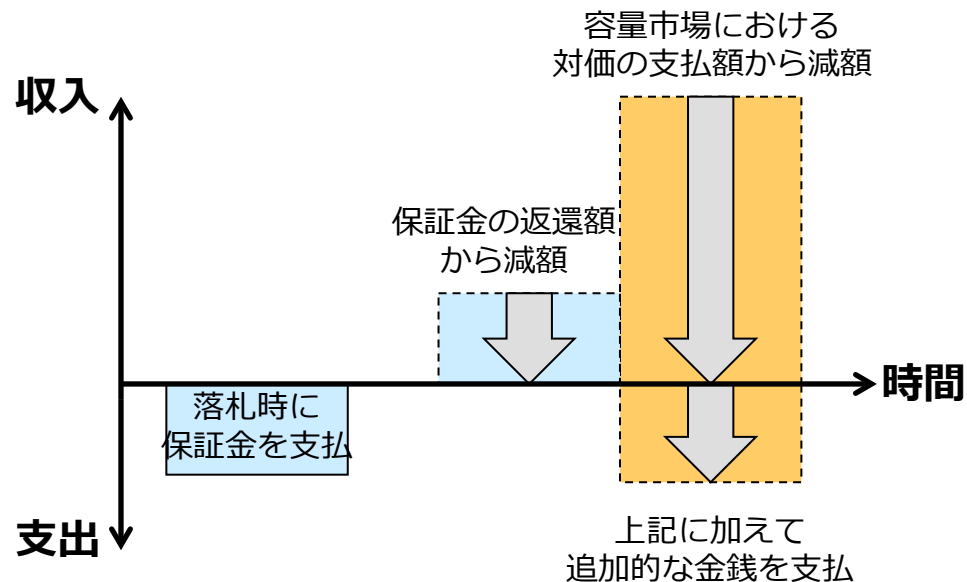 容量市場における
対価の支払額から減額
収入
保証金の返還額
から減額
時間
落札時に
保証金を支払
支出
上記に加えて
追加的な金銭を支払